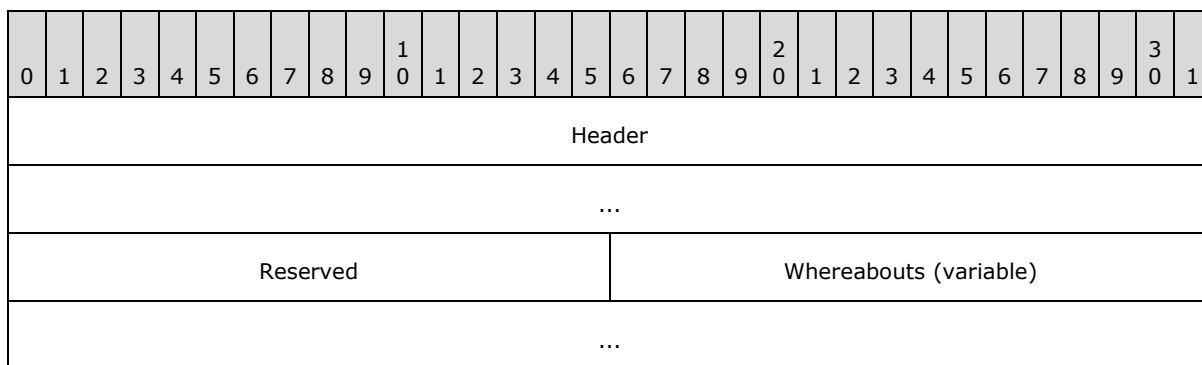 1 2 3
0 1 2 3 4 5 6 7 8 9 0 1 2 3 4 5 6 7 8 9 0 1 2 3 4 5 6 7 8 9 0 1
Header
...
Reserved Whereabouts (variable)
...